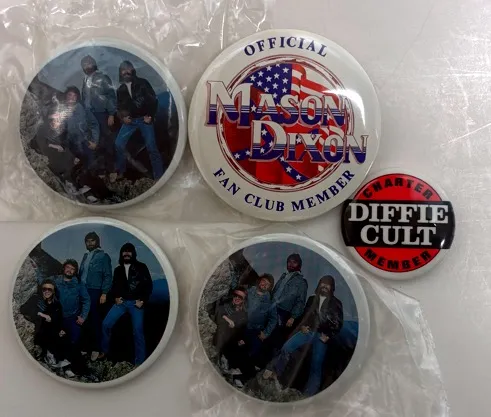 OFFICIAL
MASON
DIXON
FAN CLUB MEMBER
CHARTER
DIFFIE
CULT
MEMBER